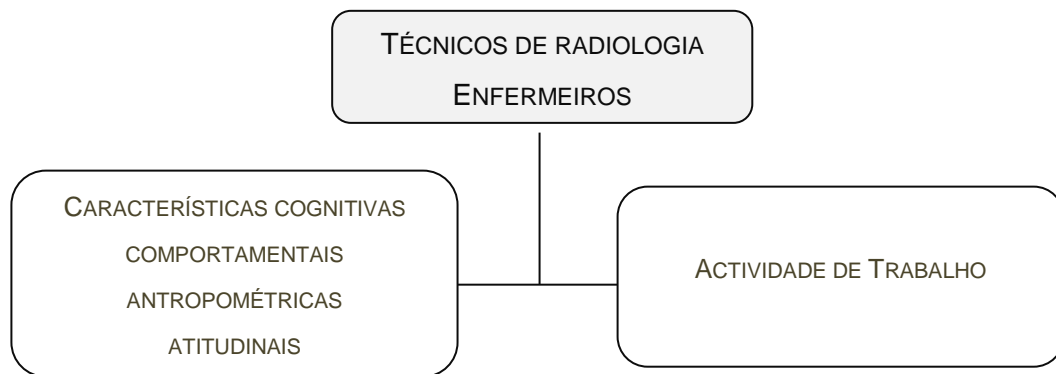 TÉCNICOS DE RADIOLOGIA
ENFERMEIROS
CARACTERÍSTICAS COGNITIVAS
COMPORTAMENTAIS
ANTROPOMÉTRICAS
ATITUDINAIS
ACTIVIDADE DE TRABALHO